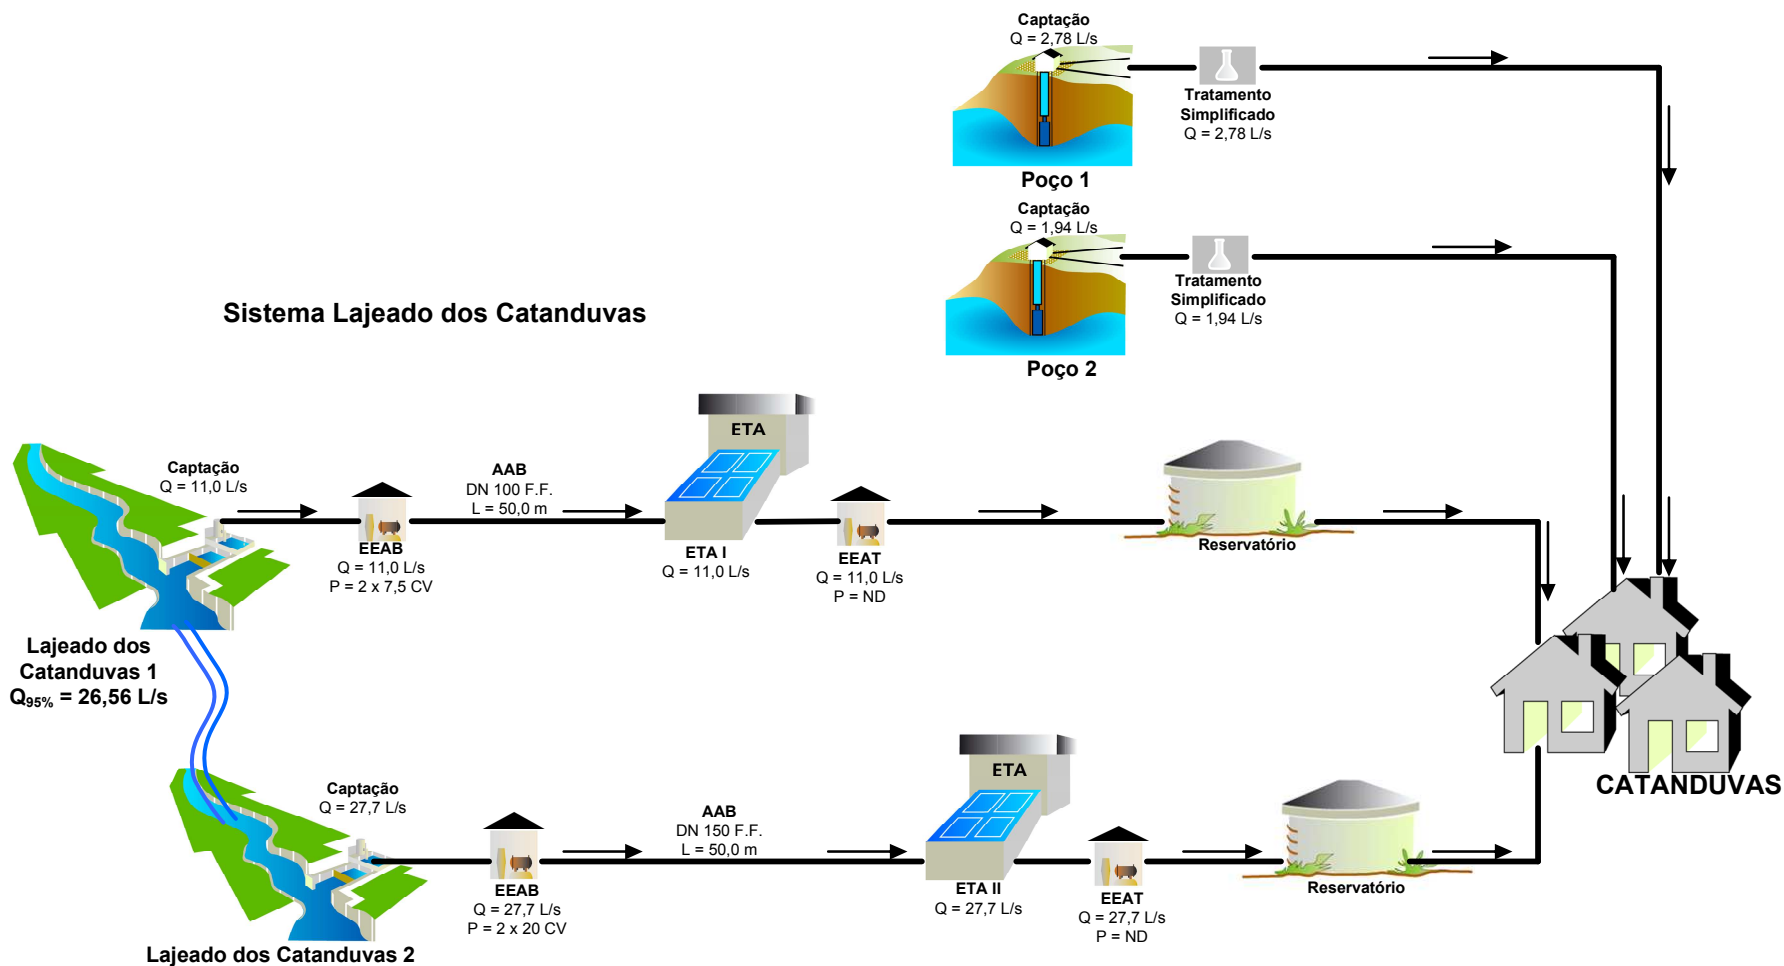 Captação
Q = 2,78 L/s
Tratamento
Simplificado
Q = 2,78 L/s
Poço 1
Captação
Q = 1,94 L/s
Tratamento
Simplificado
Q = 1,94 L/s
Poço 2
Sistema Lajeado dos Catanduvas
Captação
Q = 11,0 L/s
EEAB
Q = 11,0 L/s
P = 2 x 7,5 CV
AAB
DN 100 F.F.
L = 50,0 m
ETA
ETA I
Q = 11,0 L/s
EEAT
Q = 11,0 L/s
P = ND
Reservatório
Lajeado dos
Catanduvas 1
Q95% = 26,56 L/s
Captação
Q = 27,7 L/s
EEAB
Q = 27,7 L/s
P = 2 x 20 CV
AAB
DN 150 F.F.
L = 50,0 m
ETA
ETA II
Q = 27,7 L/s
EEAT
Q = 27,7 L/s
P = ND
Reservatório
CATANDUVAS
Lajeado dos Catanduvas 2